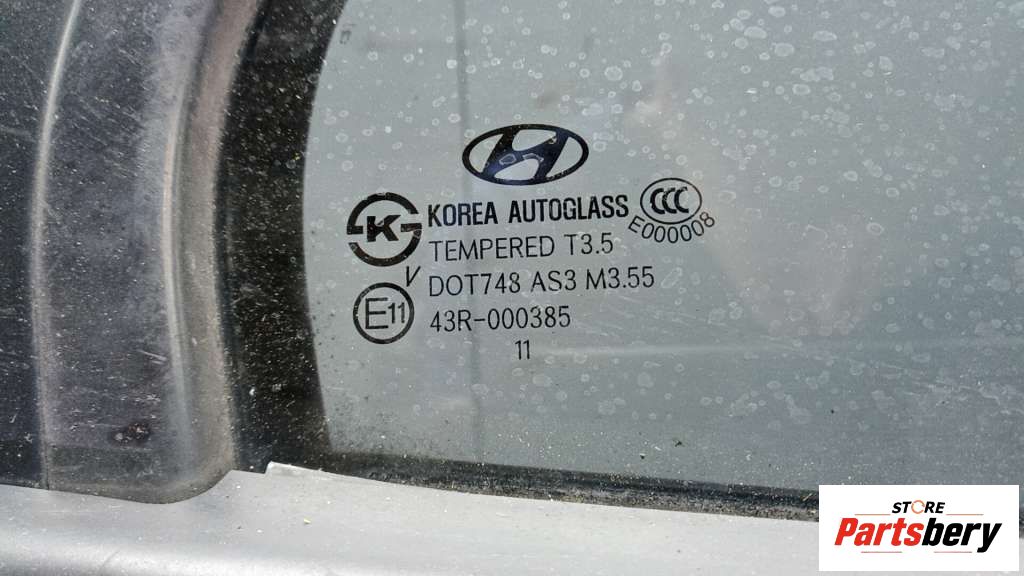 KOREA AUTOGLASS
CCC
E000008
K
TEMPERED T3.5
V
DOT748 AS3 M3.55
E11
43R-000385
11
STORE
Partsbery